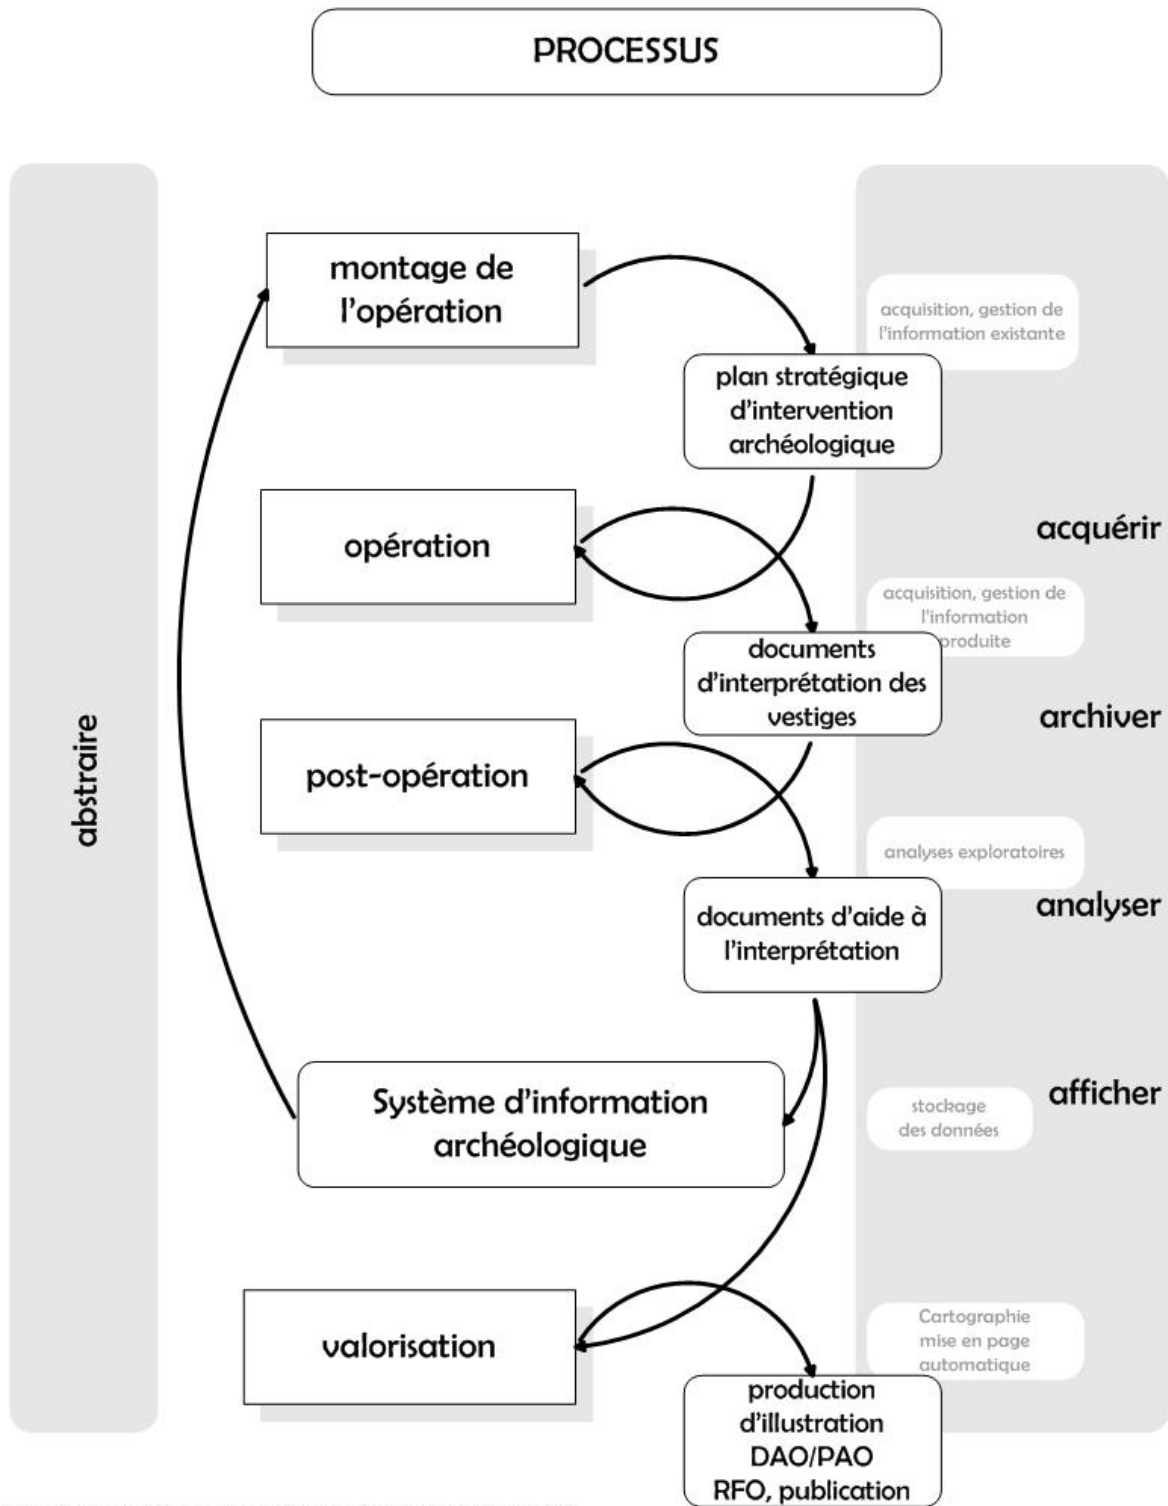 PROCESSUS
montage de
l'opération
acquisition, gestion de
l'information existante
plan stratégique
d'intervention
archéologique
acquérir
opération
acquisition, gestion de
l'information
produite
documents
d'interprétation des
vestiges
archiver
abstraire
post-opération
analyses exploratoires
analyser
documents d'aide à
l'interprétation
Système d'information
archéologique
afficher
stockage
des données
valorisation
Cartographie
mise en page
automatique
production
d'illustration
DAO/PAO
RFO, publication